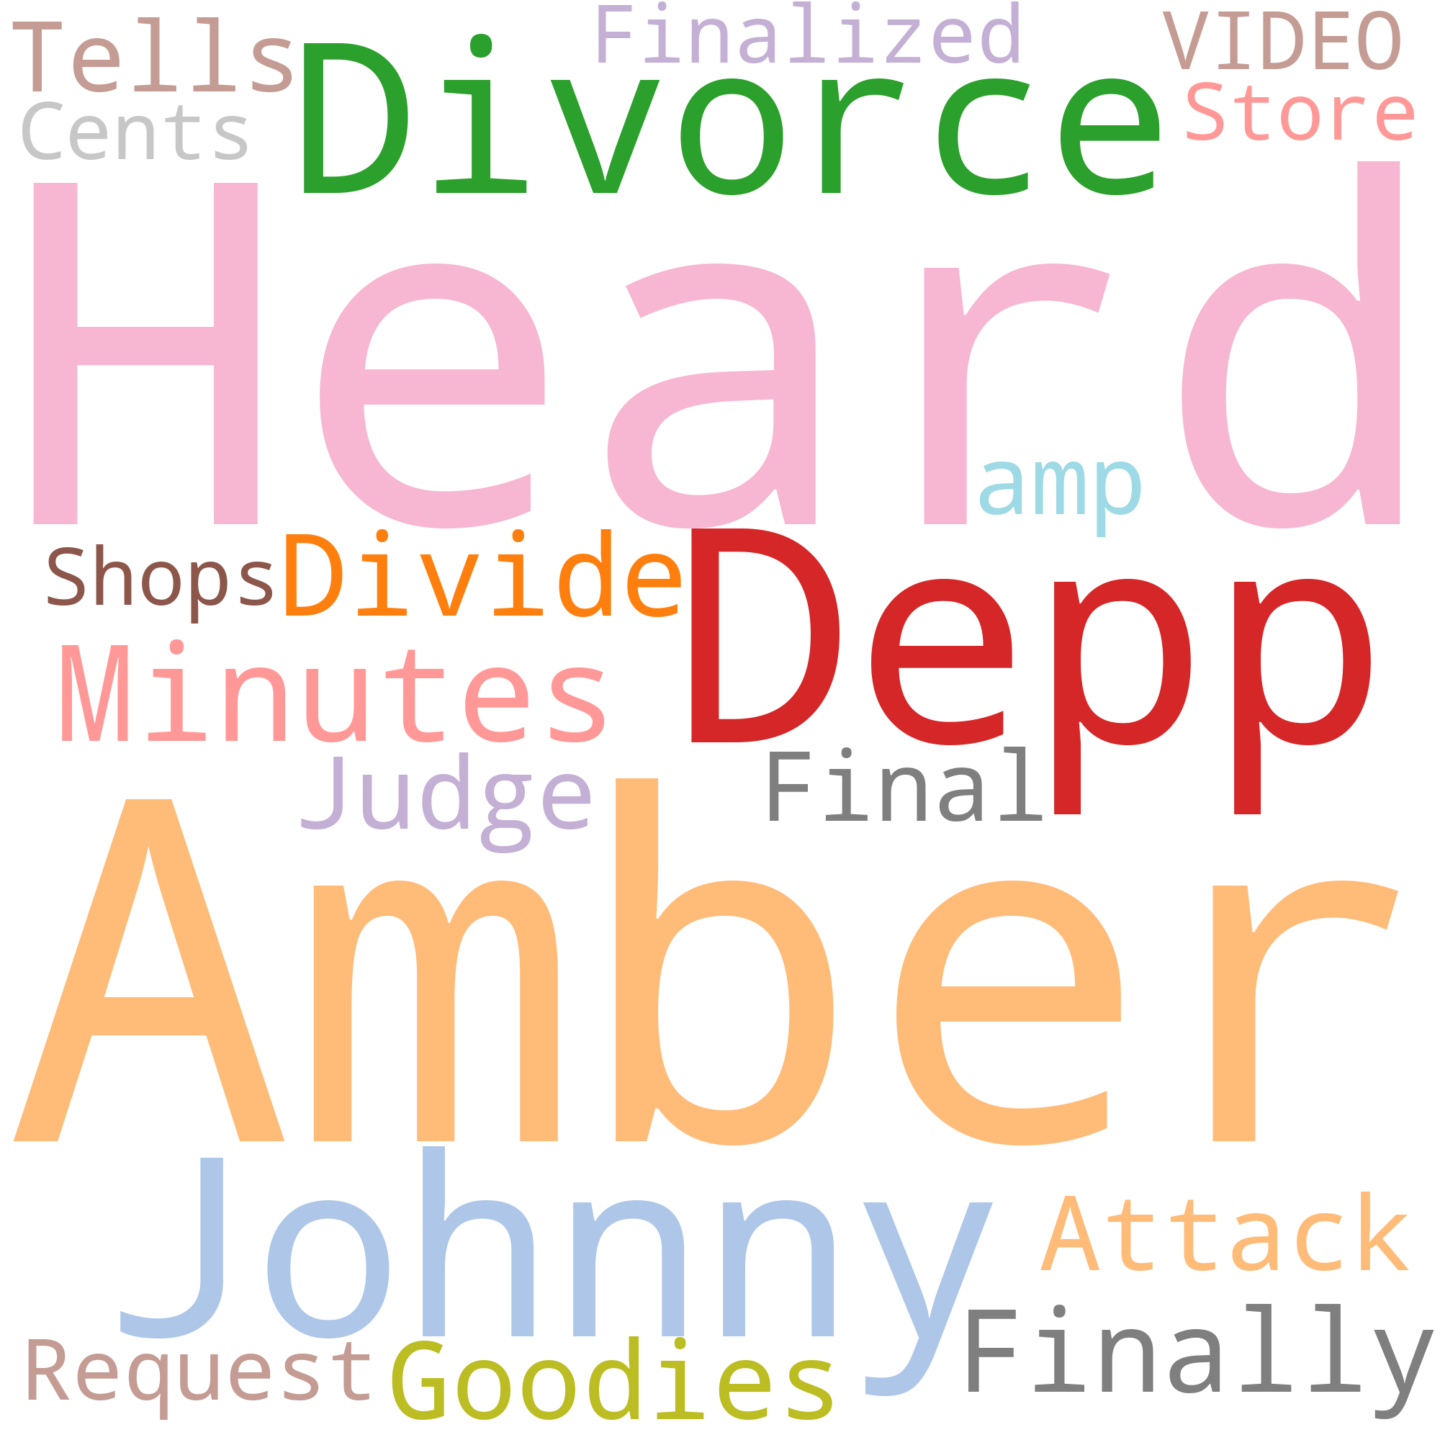 Tells
Finalized
VIDEO
Divorce
Cents
Store
Heard
amp
Shops
Divide
Depp
Minutes
Judge
Final
Amber
Johnny
Attack
Finally
Request
Goodies